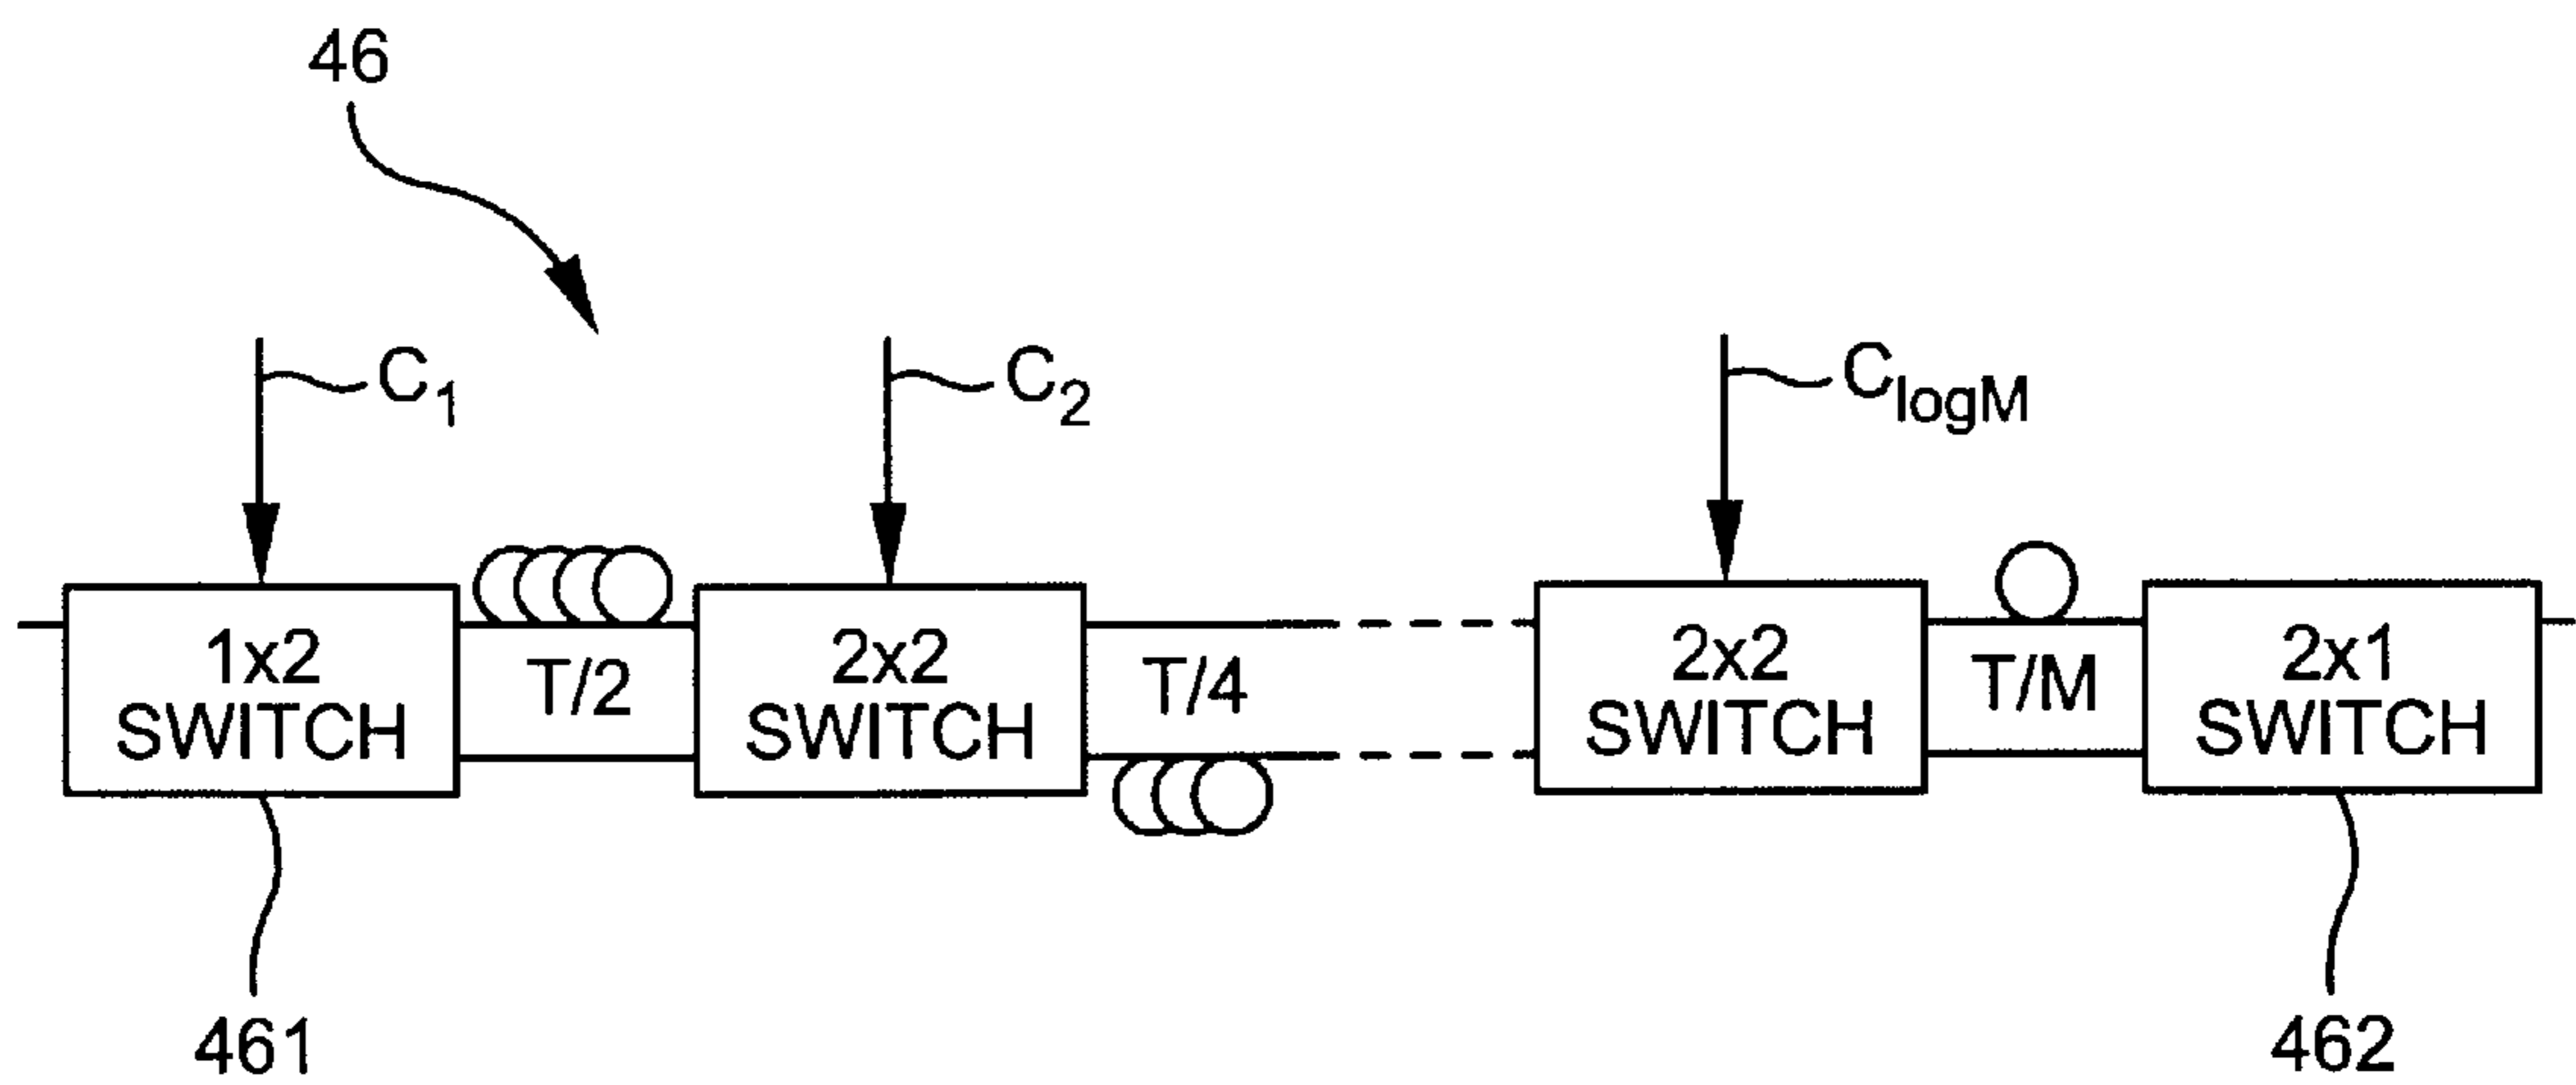 46
C1
C2
ClogM
1x2
SWITCH
T/2
2x2
SWITCH
T/4
2x2
SWITCH
T/M
2x1
SWITCH
461
462